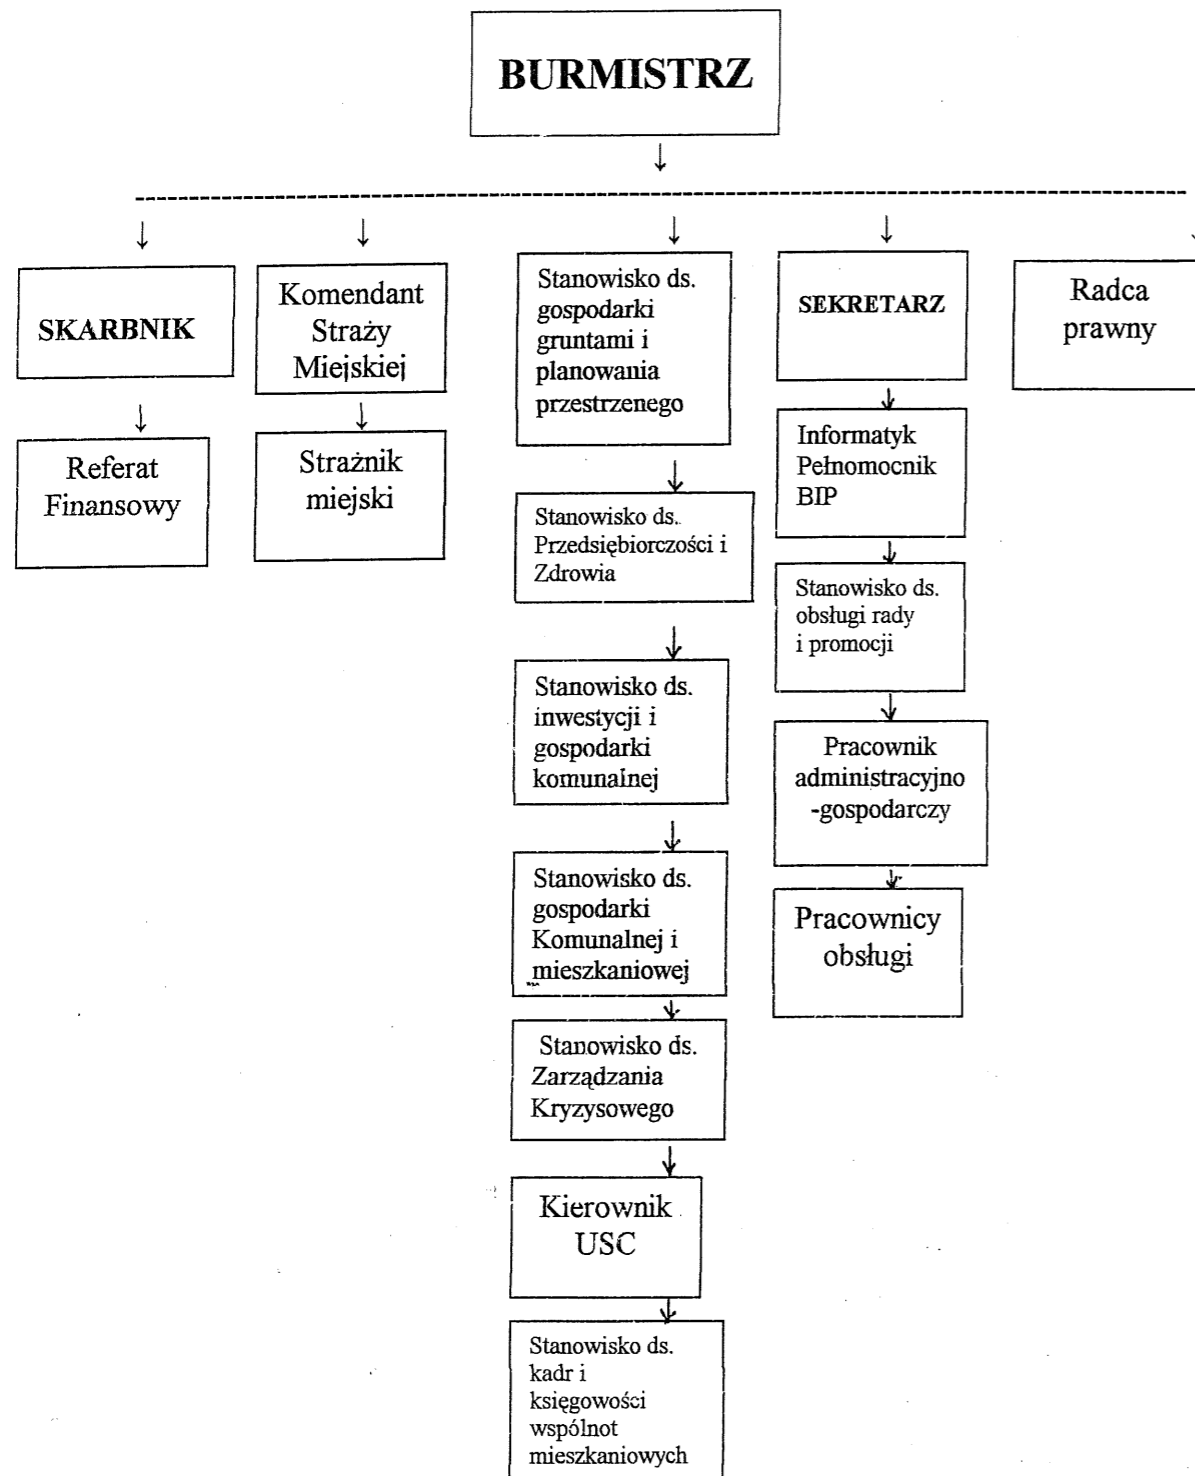 BURMISTRZ
SKARBNIK
Referat
Finansowy
Komendant
Straży
Miejskiej
Strażnik
miejski
Stanowisko ds.
gospodarki
gruntami i
planowania
przestrzenego
Stanowisko ds.
Przedsiębiorczości i
Zdrowia
Stanowisko ds.
inwestycji i
gospodarki
komunalnej
Stanowisko ds.
gospodarki
Komunalnej i
mieszkaniowej
Stanowisko ds.
Zarządzania
Kryzysowego
Kierownik
USC
Stanowisko ds.
kadr i
księgowości
wspólnot
mieszkaniowych
SEKRETARZ
Informatyk
Pełnomocnik
BIP
Stanowisko ds.
obsługi rady
i promocji
Pracownik
administracyjno
-gospodarczy
Pracownicy
obsługi
Radca
prawny